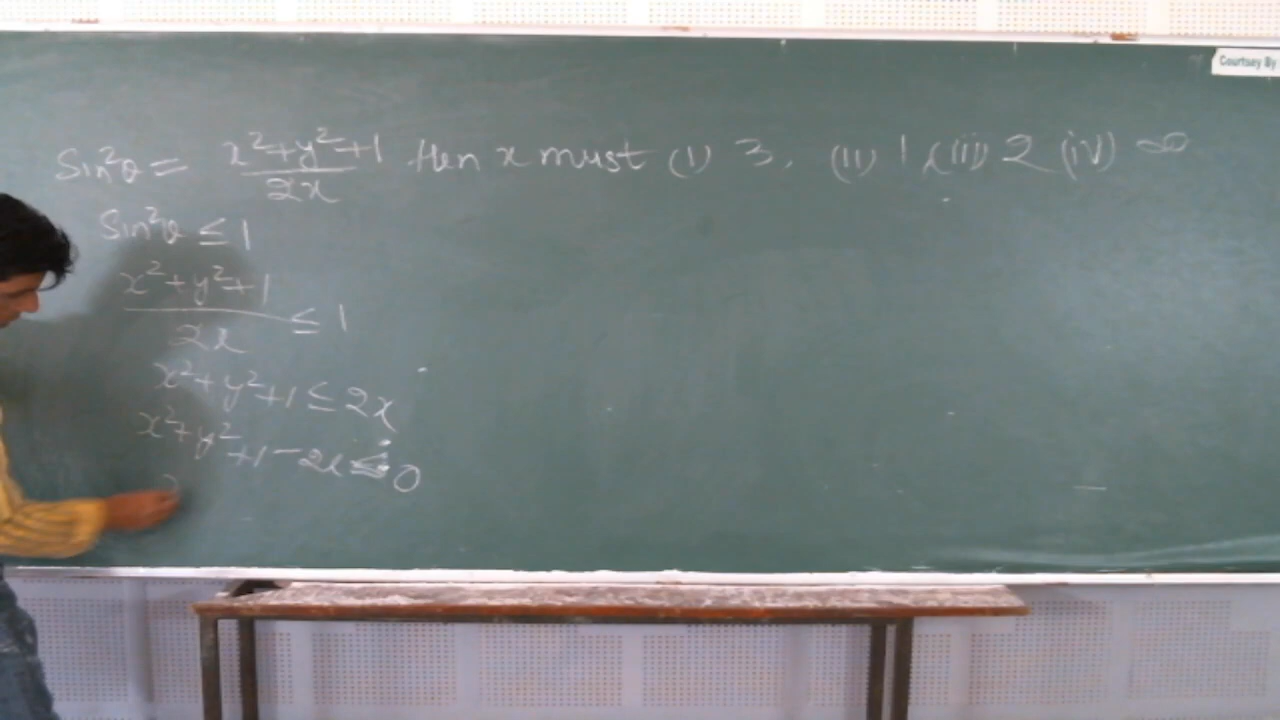 Sin²θ = x²+y²+1 / 2x then x must (i) 3, (ii) 1, (iii) 2 (iv) ∞
Sin²θ ≤ 1
x²+y²+1 / 2x ≤ 1
x²+y²+1 ≤ 2x
x²+y²+1-2x ≤ 0
Courtsey By